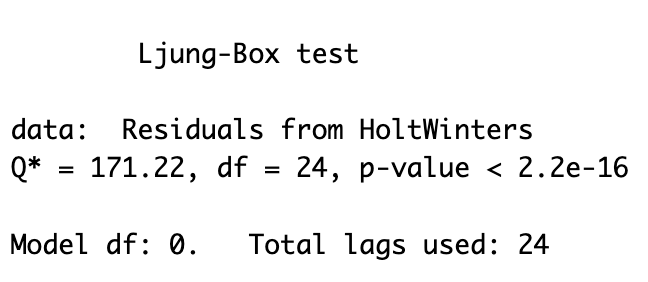 Ljung-Box test
data:  Residuals from HoltWinters
Q* = 171.22, df = 24, p-value < 2.2e-16
Model df: 0.   Total lags used: 24